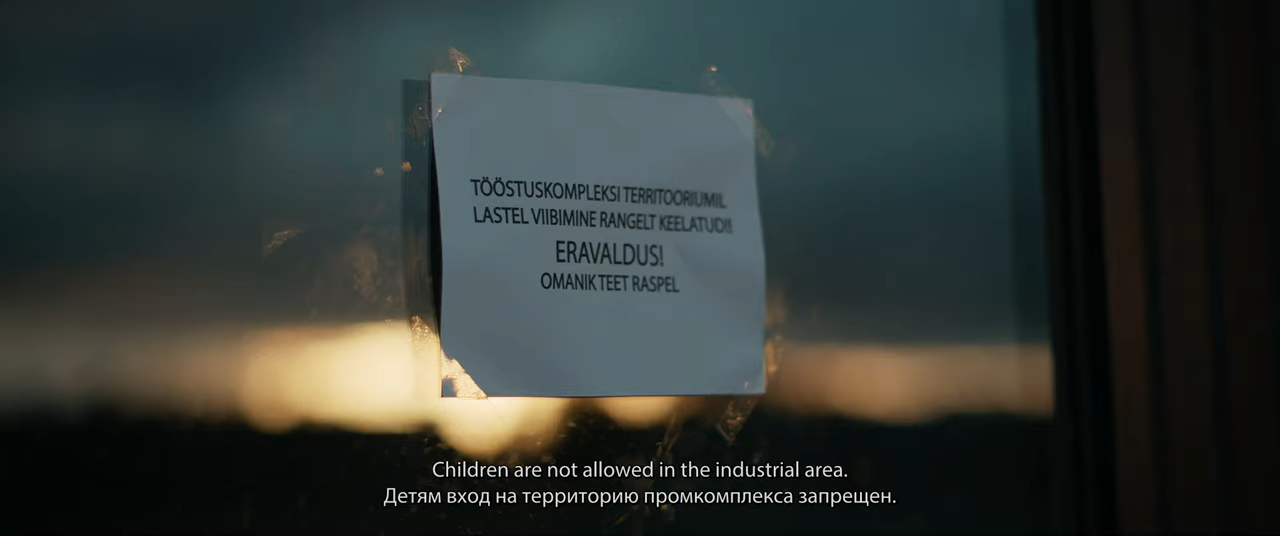 TÖÖSTUSKOMPLEKSI TERRITOORIUMIL
LASTEL VIIBIMINE RANGELT KEELATUD!!
ERAVALDUS!
OMANIK TEET RASPEL
Children are not allowed in the industrial area.
Детям вход на территорию промкомплекса запрещен.